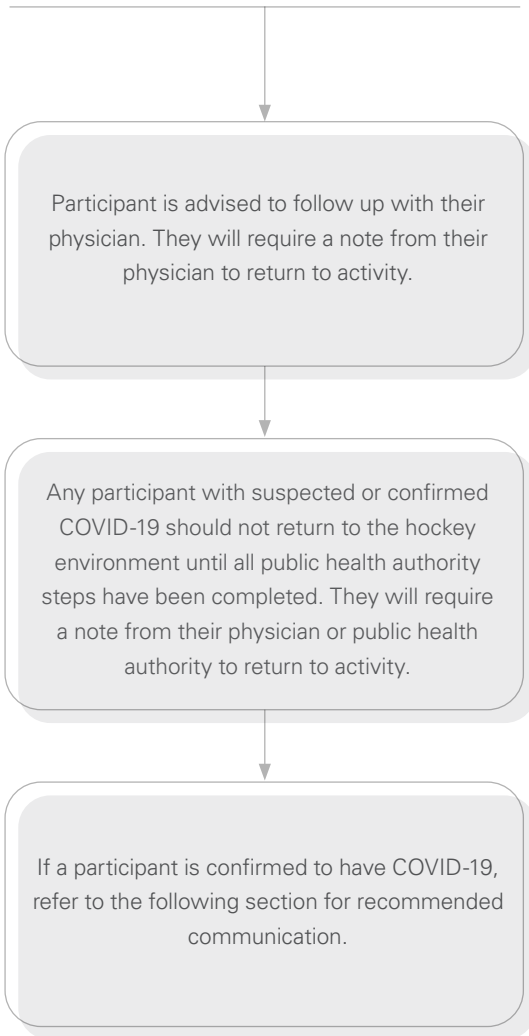 Participant is advised to follow up with their
physician. They will require a note from their
physician to return to activity.
Any participant with suspected or confirmed
COVID-19 should not return to the hockey
environment until all public health authority
steps have been completed. They will require
a note from their physician or public health
authority to return to activity.
If a participant is confirmed to have COVID-19,
refer to the following section for recommended
communication.